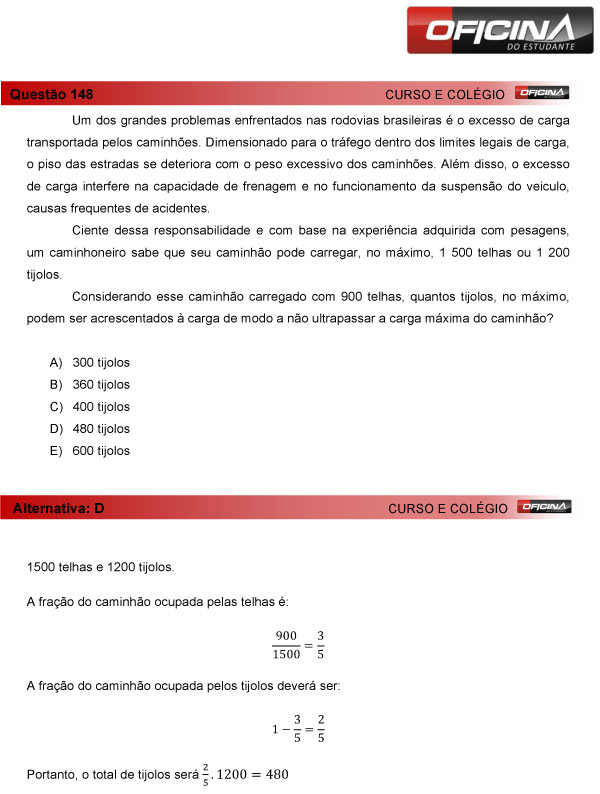 OFICINA
DO ESTUDANTE
Questão 148 CURSO E COLÉGIO OFICINA
Um dos grandes problemas enfrentados nas rodovias brasileiras é o excesso de carga
transportada pelos caminhões. Dimensionado para o tráfego dentro dos limites legais de carga,
o piso das estradas se deteriora com o peso excessivo dos caminhões. Além disso, o excesso
de carga interfere na capacidade de frenagem e no funcionamento da suspensão do veiculo,
causas frequentes de acidentes.
Ciente dessa responsabilidade e com base na experiência adquirida com pesagens,
um caminhoneiro sabe que seu caminhão pode carregar, no máximo, 1 500 telhas ou 1 200
tijolos.
Considerando esse caminhão carregado com 900 telhas, quantos tijolos, no máximo,
podem ser acrescentados à carga de modo a não ultrapassar a carga máxima do caminhão?
A) 300 tijolos
B) 360 tijolos
C) 400 tijolos
D) 480 tijolos
E) 600 tijolos
Alternativa: D CURSO E COLÉGIO OFICINA
1500 telhas e 1200 tijolos.
A fração do caminhão ocupada pelas telhas é:
900/1500 = 3/5
A fração do caminhão ocupada pelos tijolos deverá ser:
1 − 3/5 = 2/5
Portanto, o total de tijolos será 2/5 . 1200 = 480